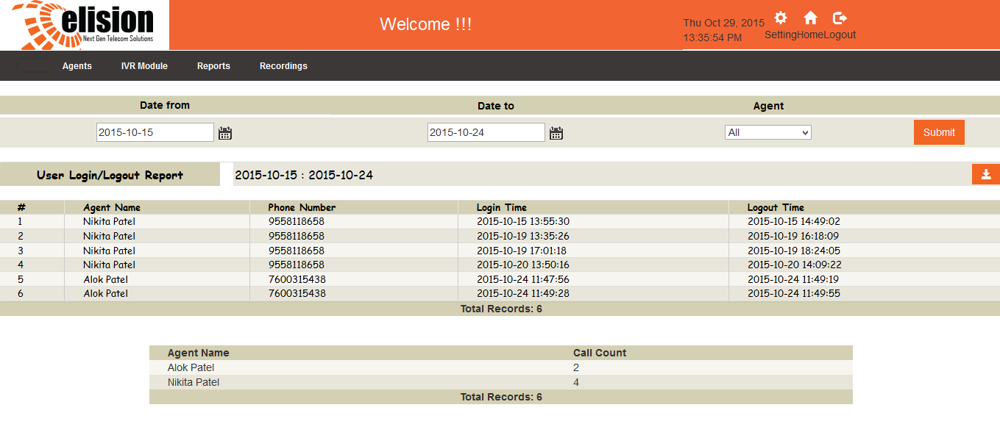 elision
Next Gen Telecom Solutions
Welcome !!!
Thu Oct 29, 2015
13:35:54 PM
Setting Home Logout
Agents IVR Module Reports Recordings
Date from Date to Agent
2015-10-15 2015-10-24 All Submit
User Login/Logout Report 2015-10-15 : 2015-10-24
# Agent Name Phone Number Login Time Logout Time
1 Nikita Patel 9558118658 2015-10-15 13:55:30 2015-10-15 14:49:02
2 Nikita Patel 9558118658 2015-10-19 13:35:26 2015-10-19 16:18:09
3 Nikita Patel 9558118658 2015-10-19 17:01:18 2015-10-19 18:24:05
4 Nikita Patel 9558118658 2015-10-20 13:50:16 2015-10-20 14:09:22
5 Alok Patel 7600315438 2015-10-24 11:47:56 2015-10-24 11:49:19
6 Alok Patel 7600315438 2015-10-24 11:49:28 2015-10-24 11:49:55
Total Records: 6
Agent Name Call Count
Alok Patel 2
Nikita Patel 4
Total Records: 6